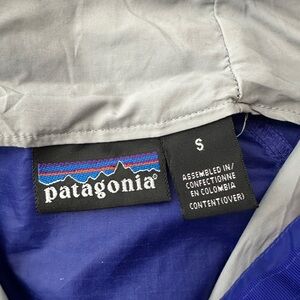 patagonia®
S
ASSEMBLED IN/
CONFECTIONNE
EN COLOMBIA
CONTENT(OVER)